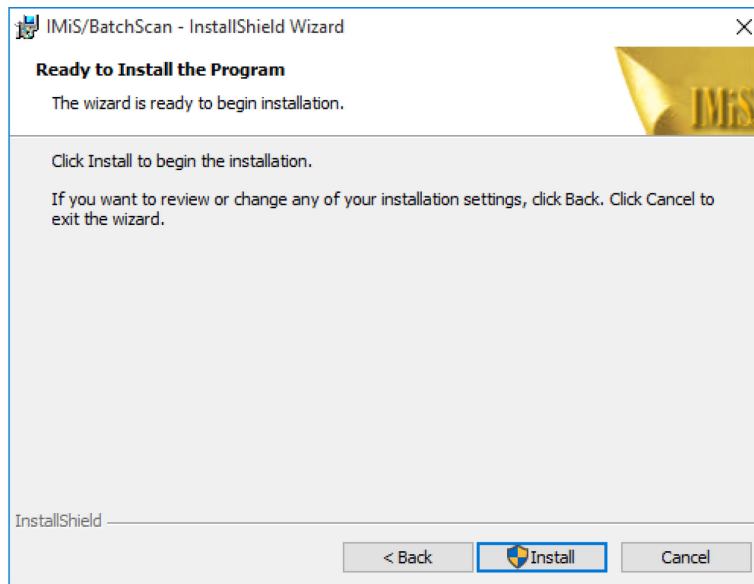 IMiS/BatchScan - InstallShield Wizard
Ready to Install the Program
The wizard is ready to begin installation.
IMiS
Click Install to begin the installation.
If you want to review or change any of your installation settings, click Back. Click Cancel to
exit the wizard.
InstallShield
< Back
Install
Cancel